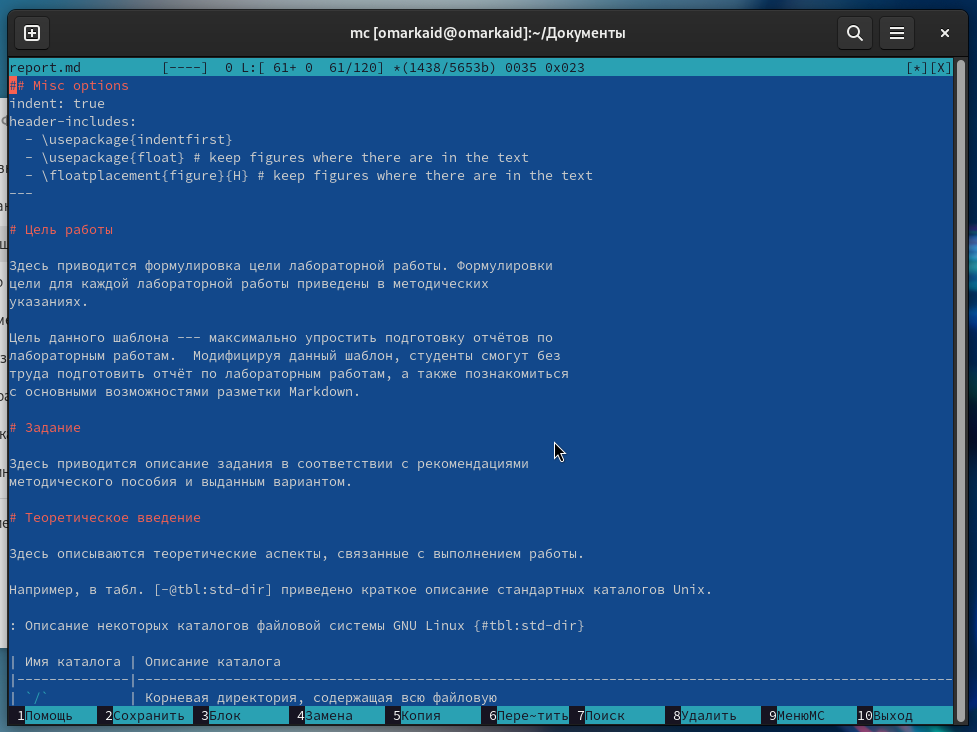 mc [omarkaid@omarkaid]:~/Документы
report.md [----] 0 L:[ 61+ 0 61/120] *(1438/5653b) 0035 0x023 [*][X]
## Misc options
indent: true
header-includes:
- \usepackage{indentfirst}
- \usepackage{float} # keep figures where there are in the text
- \floatplacement{figure}{H} # keep figures where there are in the text
---
# Цель работы
Здесь приводится формулировка цели лабораторной работы. Формулировки
цели для каждой лабораторной работы приведены в методических
указаниях.
Цель данного шаблона --- максимально упростить подготовку отчётов по
лабораторным работам.  Модифицируя данный шаблон, студенты смогут без
труда подготовить отчёт по лабораторным работам, а также познакомиться
с основными возможностями разметки Markdown.
# Задание
Здесь приводится описание задания в соответствии с рекомендациями
методического пособия и выданным вариантом.
# Теоретическое введение
Здесь описываются теоретические аспекты, связанные с выполнением работы.
Например, в табл. [-@tbl:std-dir] приведено краткое описание стандартных каталогов Unix.
: Описание некоторых каталогов файловой системы GNU Linux {#tbl:std-dir}
| Имя каталога | Описание каталога
|--------------|------------------------------------------------------------------------------------------------------
| `/` | Корневая директория, содержащая всю файловую
1Помощь 2Сохранить 3Блок 4Замена 5Копия 6Пере~тить 7Поиск 8Удалить 9МенюMC 10Выход